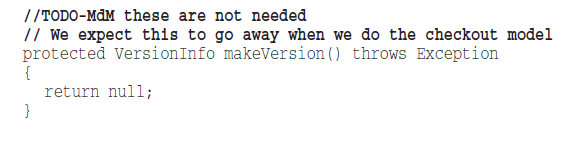 //TODO-MdM these are not needed
// We expect this to go away when we do the checkout model
protected VersionInfo makeVersion() throws Exception
{
return null;
}